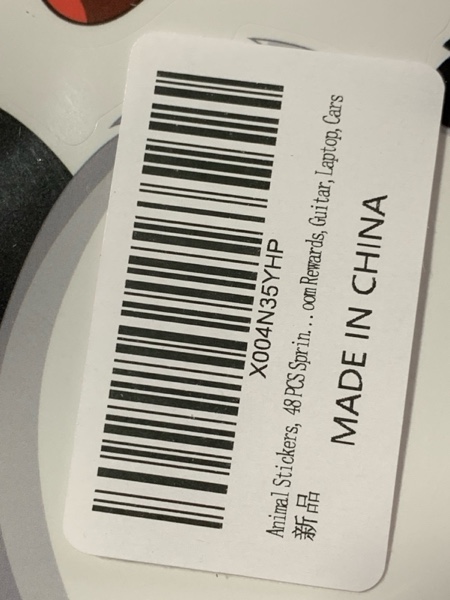 X004N35YHP
Animal Stickers, 48 PCS Sprin... oom Rewards, Guitar, Laptop, Cars
新品
MADE IN CHINA